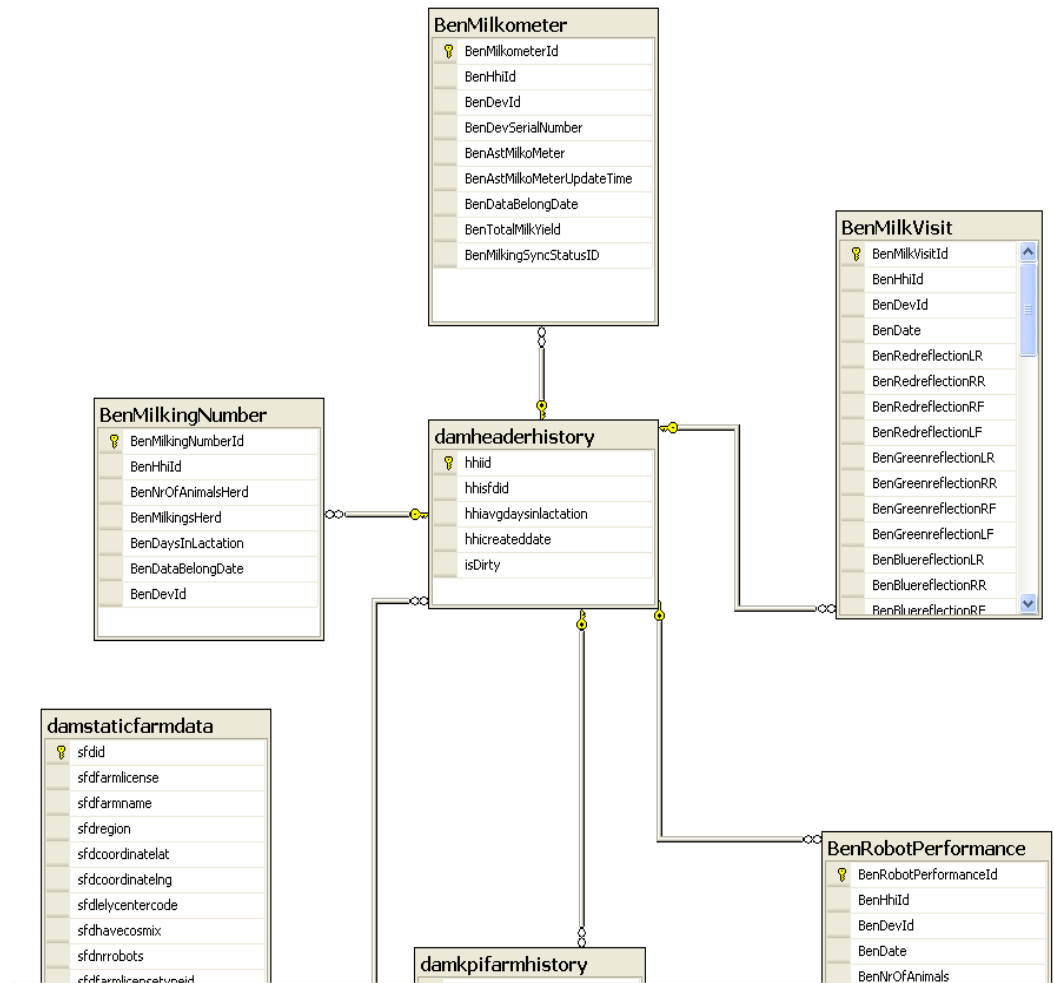 BenMilkometer
BenMilkometerId
BenHhiId
BenDevId
BenDevSerialNumber
BenAstMilkoMeter
BenAstMilkoMeterUpdateTime
BenDataBelongDate
BenTotalMilkYield
BenMilkingSyncStatusID
BenMilkVisit
BenMilkVisitId
BenHhiId
BenDevId
BenDate
BenRedreflectionLR
BenRedreflectionRR
BenRedreflectionRF
BenRedreflectionLF
BenGreenreflectionLR
BenGreenreflectionRR
BenGreenreflectionRF
BenGreenreflectionLF
BenBluereflectionLR
BenBluereflectionRR
BenBluereflectionRF
BenMilkingNumber
BenMilkingNumberId
BenHhiId
BenNrOfAnimalsHerd
BenMilkingsHerd
BenDaysInLactation
BenDataBelongDate
BenDevId
damheaderhistory
hhiid
hhisfdid
hhiavgdaysinlactation
hhicreateddate
isDirty
damstaticfarmdata
sfdid
sfdfarmlicense
sfdfarmname
sfdregion
sfdcoordinatelat
sfdcoordinatelng
sfdlelycentercode
sfdhavecosmix
sfdnrrobots
sfdfarmlicensetypeid
damkpifarmhistory
BenRobotPerformance
BenRobotPerformanceId
BenHhiId
BenDevId
BenDate
BenNrOfAnimals